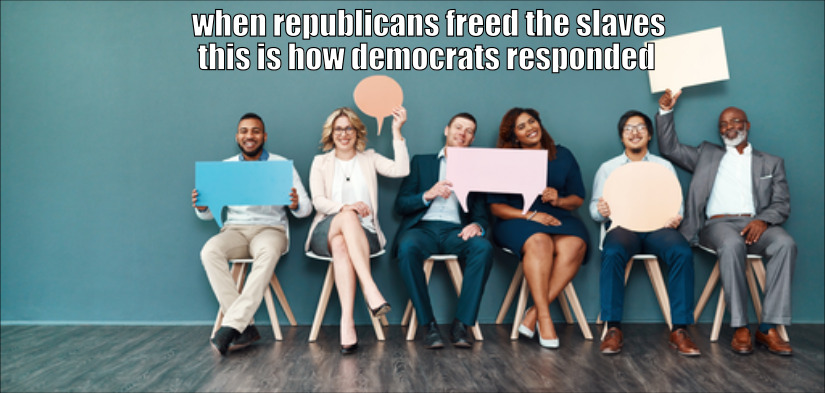 when republicans freed the slaves
this is how democrats responded